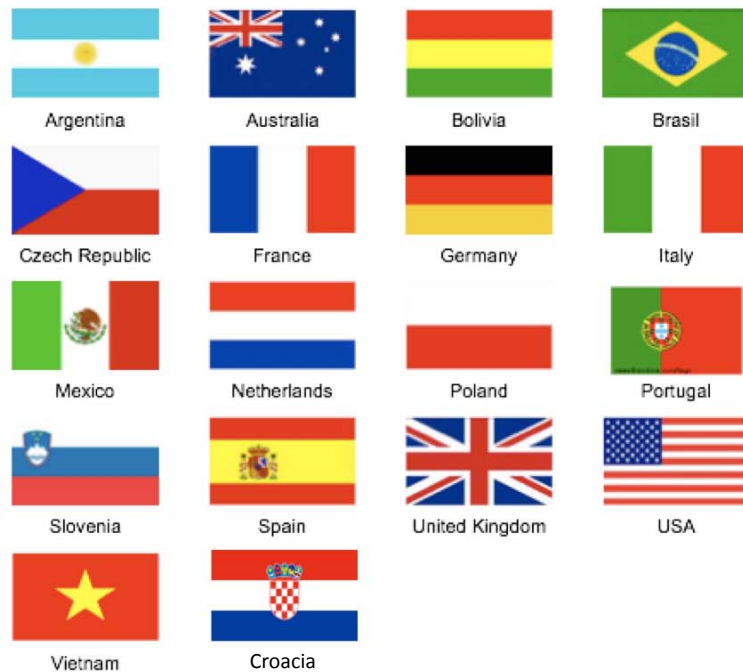 Argentina Australia Bolivia Brasil
Czech Republic France Germany Italy
Mexico Netherlands Poland Portugal
Slovenia Spain United Kingdom USA
Vietnam Croacia